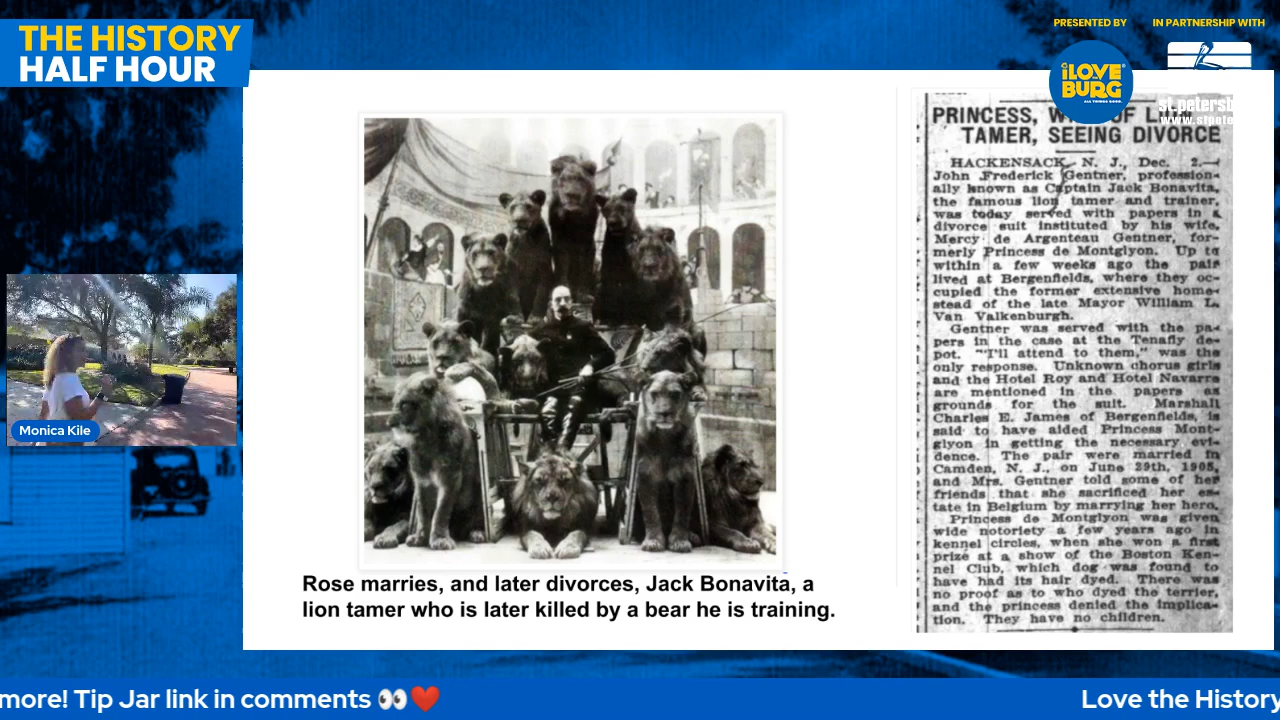 THE HISTORY
HALF HOUR
PRESENTED BY
IN PARTNERSHIP WITH
I LOVE
BURG
ALL THINGS GOOD.
st.petersb
www.stpete
PRINCESS, OF
TAMER, SEEING DIVORCE
HACKENSACK, N. J., Dec. 2.—
John Frederick Gentner, profession-
ally known as Captain Jack Bonavita,
the famous lion tamer and trainer,
was today served with papers in a
divorce suit instituted by his wife,
Mercy de Argenteau Gentner, for-
merly Princess de Montglyon. Up to
within a few weeks ago the pair
lived at Bergenfields, where they oc-
cupied the former extensive home-
stead of the late Mayor William L.
Van Valkenburgh.
Gentner was served with the pa-
pers in the case at the Tenafly de-
pot. "I'll attend to them," was the
only response. Unknown chorus girls
and the Hotel Roy and Hotel Navarre
are mentioned in the papers as
grounds for the suit. Marshall
Charles E. James of Bergenfields, is
said to have aided Princess Mont-
glyon in getting the necessary evi-
dence. The pair were married in
Camden, N. J., on June 29th, 1905,
and Mrs. Gentner told some of her
friends that she sacrificed her es-
tate in Belgium by marrying her hero.
Princess de Montglyon was given
wide notoriety a few years ago in
kennel circles, when she won a first
prize at a show of the Boston Ken-
nel Club, which dog was found to
have had its hair dyed. There was
no proof as to who dyed the terrier,
and the princess denied the implica-
tion. They have no children.
Rose marries, and later divorces, Jack Bonavita, a
lion tamer who is later killed by a bear he is training.
Monica Kile
more! Tip Jar link in comments 👀❤️
Love the History